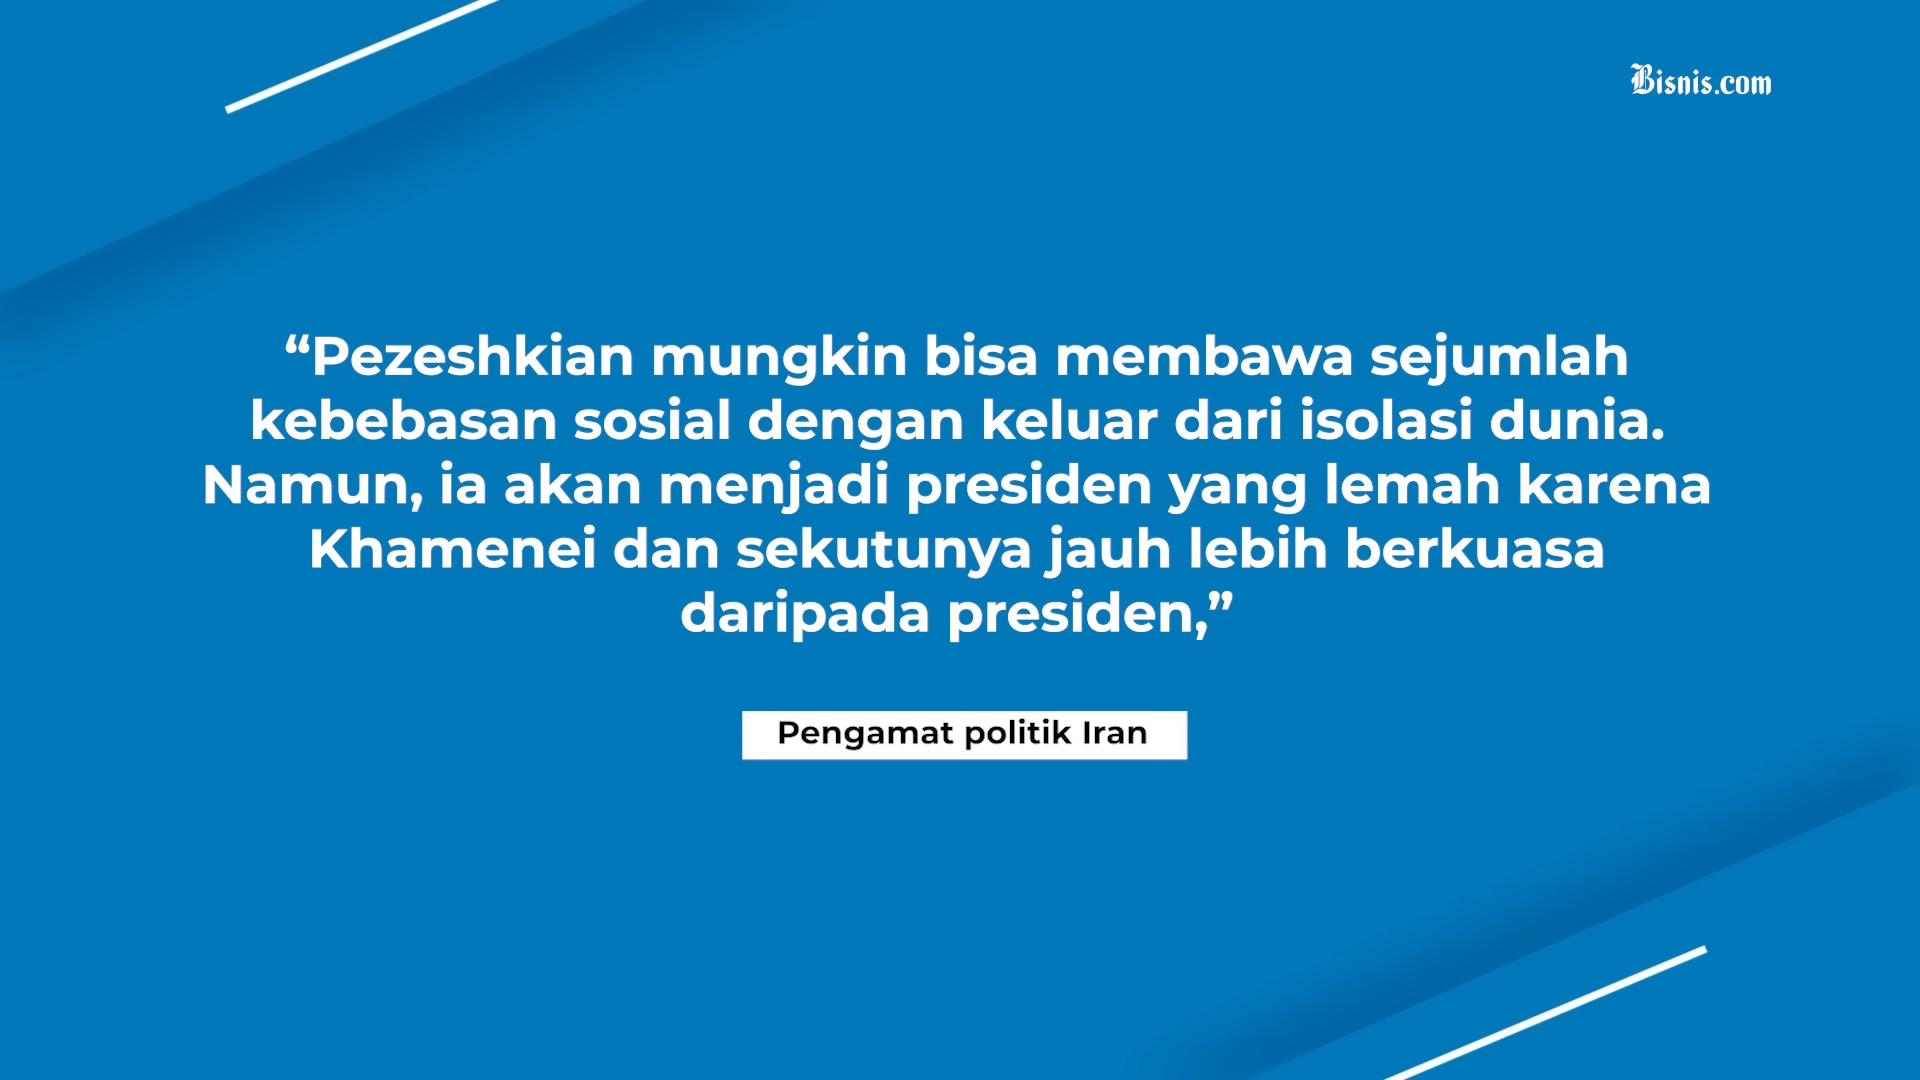 Bisnis.com
“Pezeshkian mungkin bisa membawa sejumlah
kebebasan sosial dengan keluar dari isolasi dunia.
Namun, ia akan menjadi presiden yang lemah karena
Khamenei dan sekutunya jauh lebih berkuasa
daripada presiden,”
Pengamat politik Iran